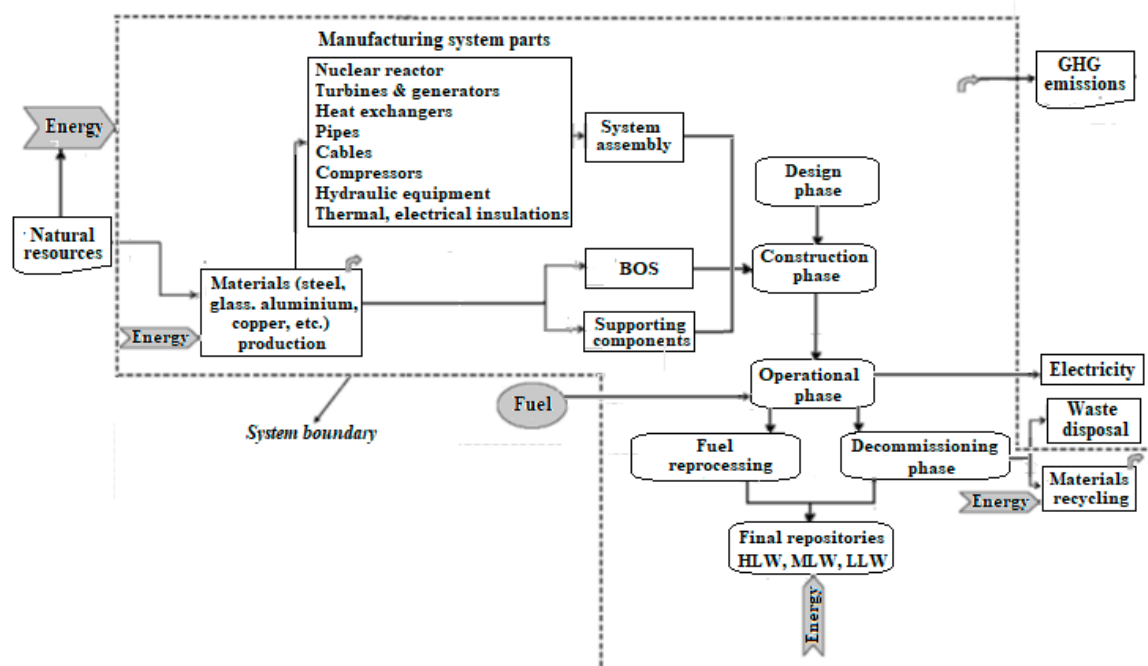 Manufacturing system parts
Nuclear reactor
Turbines & generators
Heat exchangers
Pipes
Cables
Compressors
Hydraulic equipment
Thermal, electrical insulations
System
assembly
GHG
emissions
Energy
Design
phase
Natural
resources
Materials (steel,
glass. aluminium,
copper, etc.)
production
Energy
BOS
Construction
phase
Supporting
components
Operational
phase
Electricity
Fuel
System boundary
Waste
disposal
Fuel
reprocessing
Decommissioning
phase
Materials
recycling
Energy
Final repositories
HLW, MLW, LLW
Energy